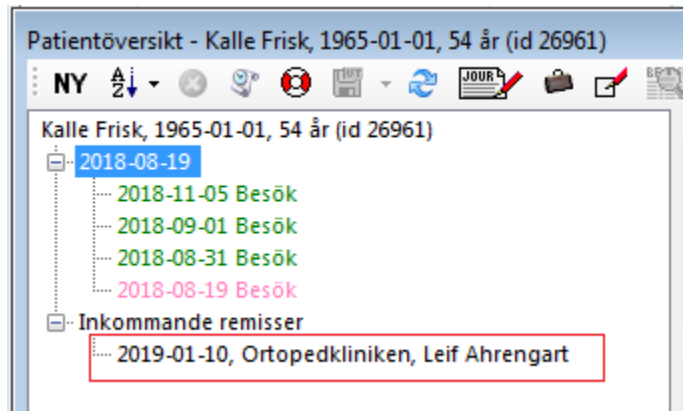 Patientöversikt - Kalle Frisk, 1965-01-01, 54 år (id 26961)
NY A Z JOUR
Kalle Frisk, 1965-01-01, 54 år (id 26961)
2018-08-19
2018-11-05 Besök
2018-09-01 Besök
2018-08-31 Besök
2018-08-19 Besök
Inkommande remisser
2019-01-10, Ortopedkliniken, Leif Ahrengart